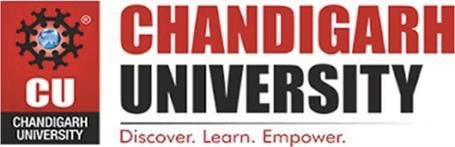 ®
CU
CHANDIGARH
UNIVERSITY
CHANDIGARH
UNIVERSITY
Discover. Learn. Empower.